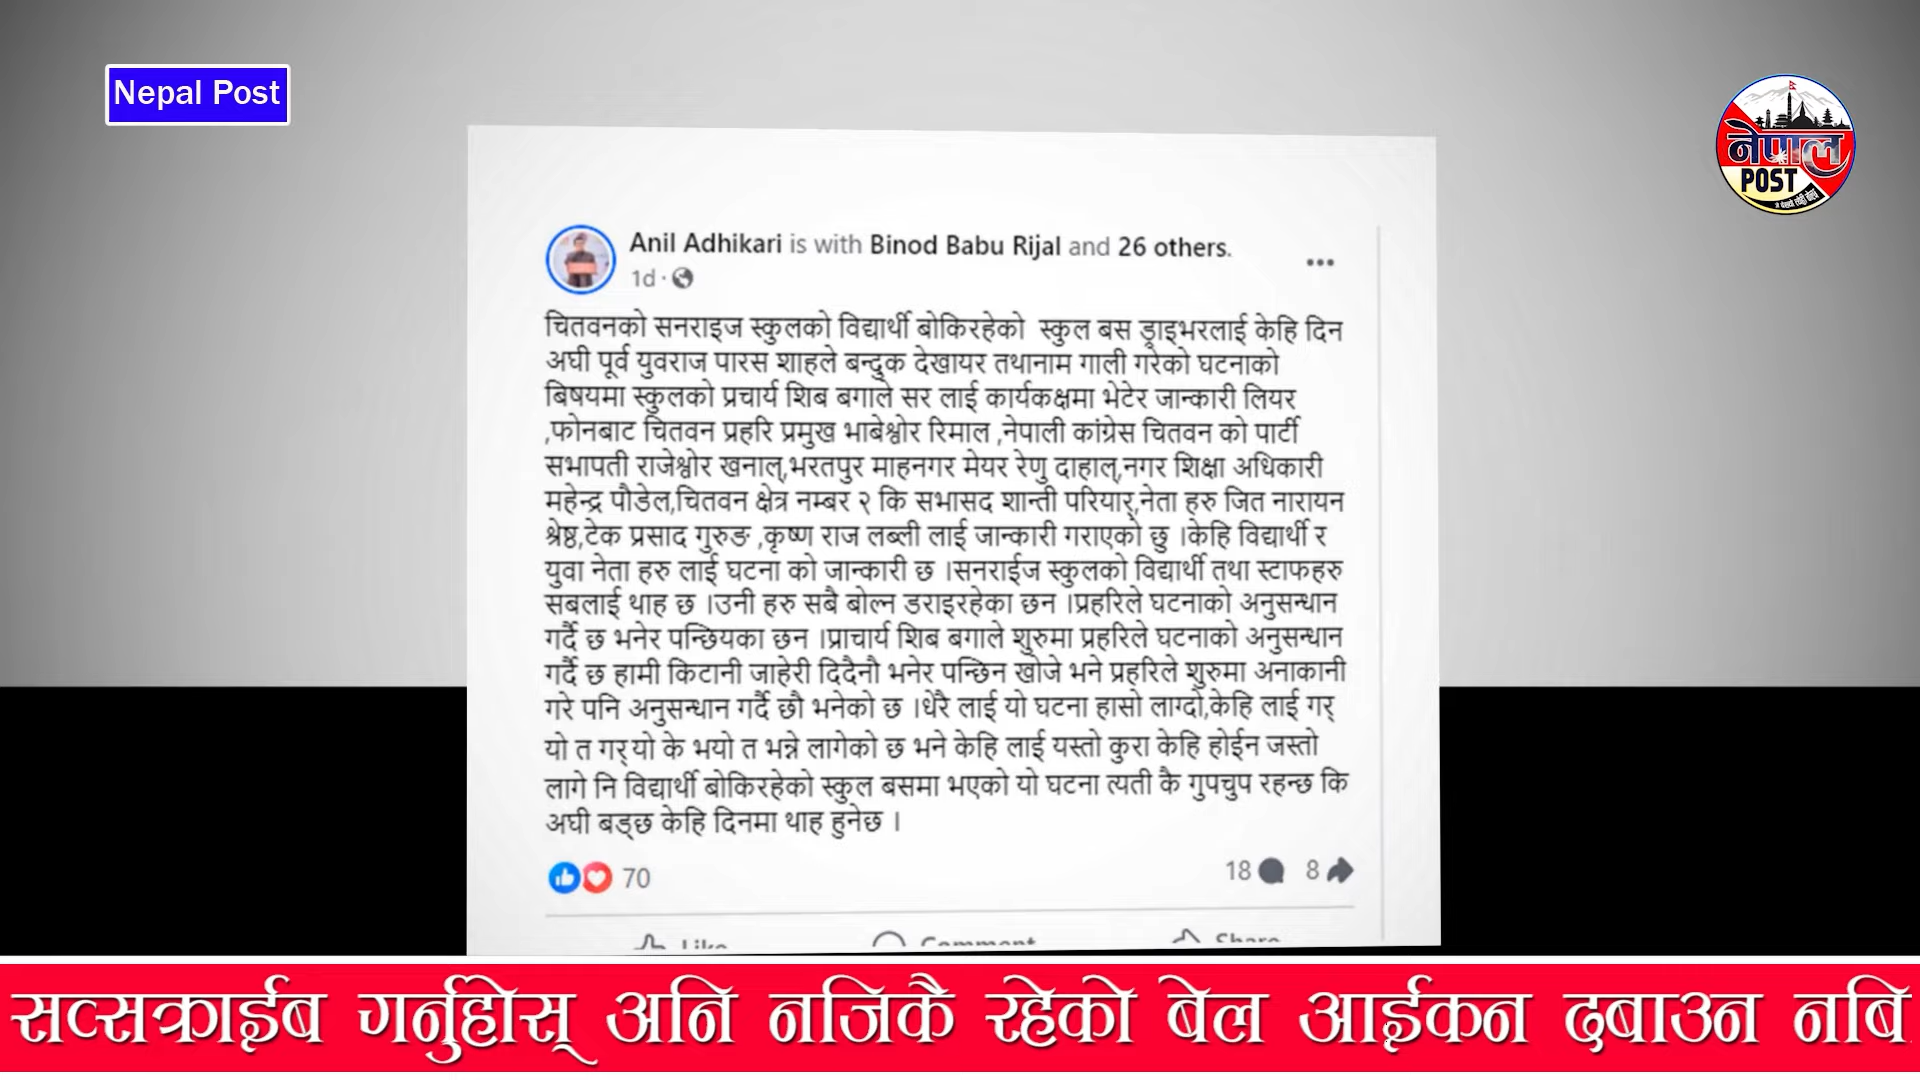 Nepal Post
नेपाल
POST
Anil Adhikari is with Binod Babu Rijal and 26 others.
1d
चितवनको सनराइज स्कुलको विद्यार्थी बोकिरहेको स्कुल बस ड्राइभरलाई केहि दिन
अघी पूर्व युवराज पारस शाहले बन्दुक देखायर तथानाम गाली गरेको घटनाको
बिषयमा स्कुलको प्रचार्य शिब बगाले सर लाई कार्यकक्षमा भेटेर जान्कारी लियर
,फोनबाट चितवन प्रहरि प्रमुख भाबेश्वोर रिमाल ,नेपाली कांग्रेस चितवन को पार्टी
सभापती राजेश्वोर खनाल्,भरतपुर माहनगर मेयर रेणु दाहाल्,नगर शिक्षा अधिकारी
महेन्द्र पौडेल,चितवन क्षेत्र नम्बर २ कि सभासद शान्ती परियार्,नेता हरु जित नारायन
श्रेष्ठ,टेक प्रसाद गुरुङ ,कृष्ण राज लब्ली लाई जान्कारी गराएको छु ।केहि विद्यार्थी र
युवा नेता हरु लाई घटना को जान्कारी छ ।सनराईज स्कुलको विद्यार्थी तथा स्टाफहरु
सबलाई थाह छ ।उनी हरु सबै बोल्न डराइरहेका छन ।प्रहरिले घटनाको अनुसन्धान
गर्दै छ भनेर पन्छियका छन ।प्राचार्य शिब बगाले शुरुमा प्रहरिले घटनाको अनुसन्धान
गर्दै छ हामी किटानी जाहेरी दिदैनौ भनेर पन्छिन खोजे भने प्रहरिले शुरुमा अनाकानी
गरे पनि अनुसन्धान गर्दै छौ भनेको छ ।धेरै लाई यो घटना हासो लाग्दो,केहि लाई गर्
यो त गर्‍यो के भयो त भन्ने लागेको छ भने केहि लाई यस्तो कुरा केहि होईन जस्तो
लागे नि विद्यार्थी बोकिरहेको स्कुल बसमा भएको यो घटना त्यती कै गुपचुप रहन्छ कि
अघी बड्छ केहि दिनमा थाह हुनेछ ।
70
18
8
Like
Comment
Share
सव्सक्राईब गर्नुहोस् अनि नजिकै रहेको बेल आईकन दबाउन नबि